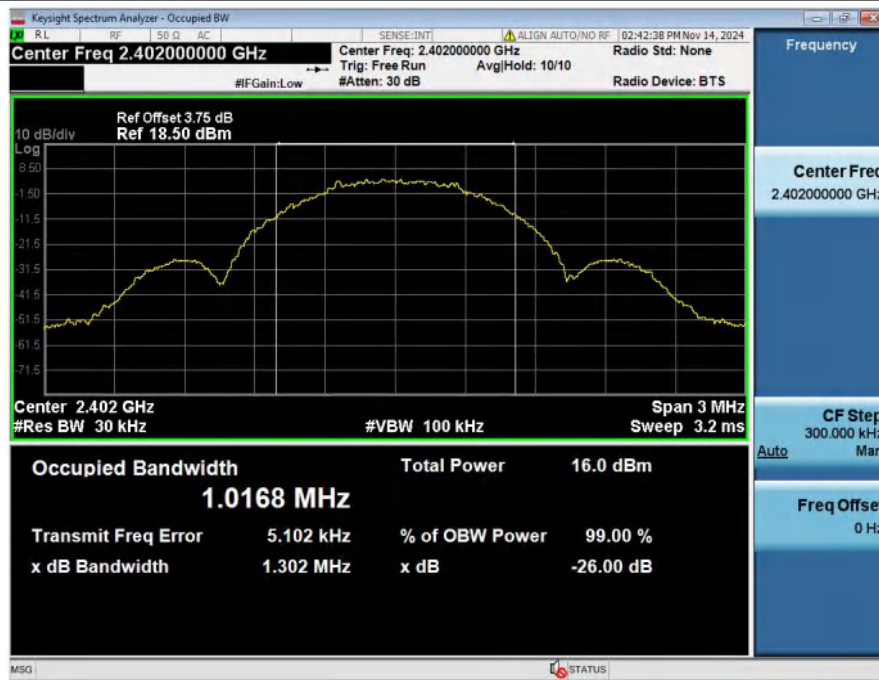 Keysight Spectrum Analyzer - Occupied BW
RL RF 50 Ω AC SENSE:INT ALIGN AUTO/NO RF 02:42:38 PM Nov 14, 2024
Center Freq 2.402000000 GHz
Center Freq: 2.402000000 GHz Radio Std: None
Trig: Free Run Avg|Hold: 10/10
#IFGain:Low #Atten: 30 dB Radio Device: BTS
Frequency
Ref Offset 3.75 dB
10 dB/div Ref 18.50 dBm
Log
8.50
-1.50
-11.5
-21.5
-31.5
-41.5
-51.5
-61.5
-71.5
Center 2.402 GHz Span 3 MHz
#Res BW 30 kHz #VBW 100 kHz Sweep 3.2 ms
Center Freq
2.402000000 GHz
CF Step
300.000 kHz
Auto Man
Freq Offset
0 Hz
Occupied Bandwidth Total Power 16.0 dBm
1.0168 MHz
Transmit Freq Error 5.102 kHz % of OBW Power 99.00 %
x dB Bandwidth 1.302 MHz x dB -26.00 dB
MSG STATUS